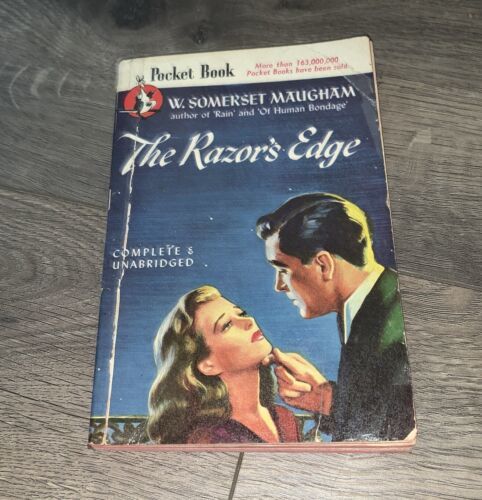 Pocket Book
More than 163,000,000
Pocket Books have been sold
W. SOMERSET MAUGHAM
author of 'Rain' and 'Of Human Bondage'
The Razor's Edge
COMPLETE &
UNABRIDGED